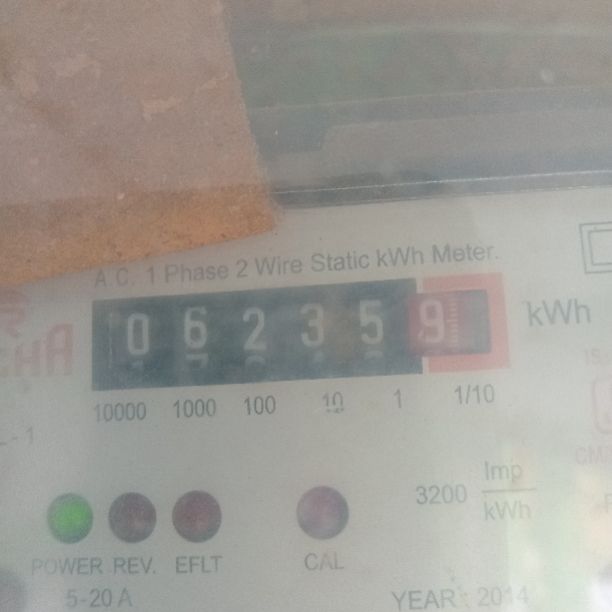 A.C. 1 Phase 2 Wire Static kWh Meter.
0 6 2 3 5 9 kWh
10000 1000 100 10 1 1/10
L-1
3200 Imp/kWh
POWER REV. EFLT CAL
5-20 A
YEAR : 2014